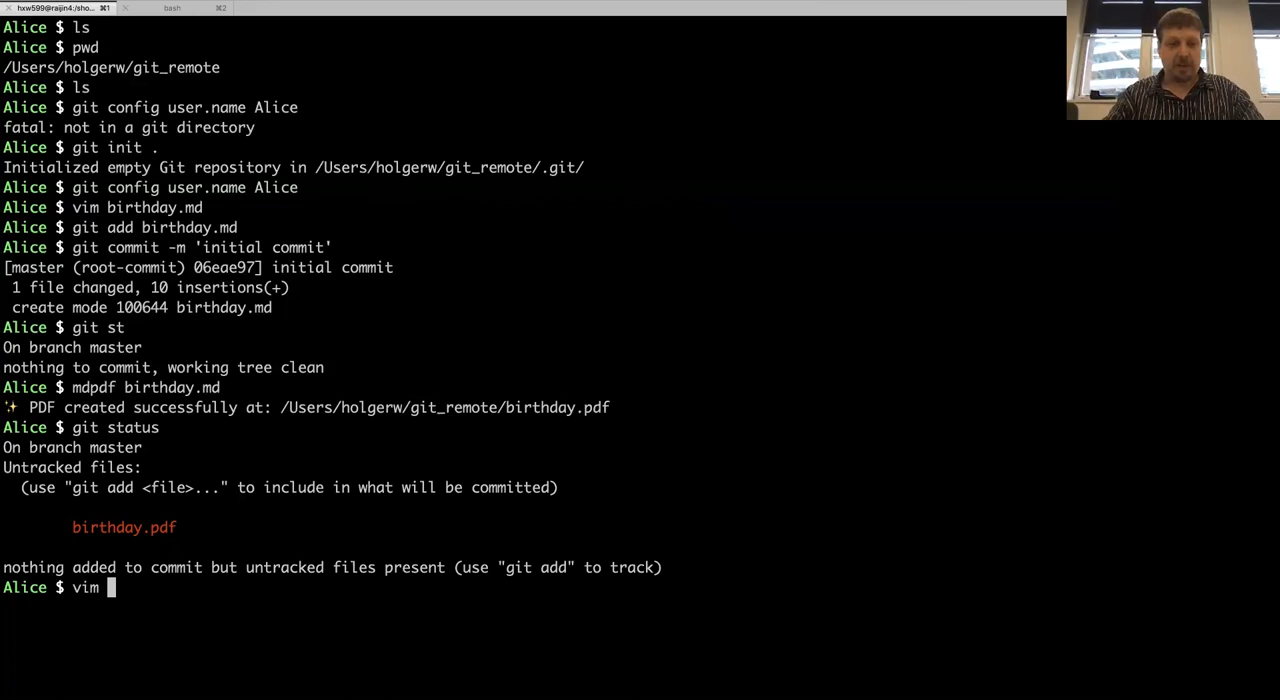 hxw599@raijin4:/sho... ⌘1 bash ⌘2
Alice $ ls
Alice $ pwd
/Users/holgerw/git_remote
Alice $ ls
Alice $ git config user.name Alice
fatal: not in a git directory
Alice $ git init .
Initialized empty Git repository in /Users/holgerw/git_remote/.git/
Alice $ git config user.name Alice
Alice $ vim birthday.md
Alice $ git add birthday.md
Alice $ git commit -m 'initial commit'
[master (root-commit) 06eae97] initial commit
 1 file changed, 10 insertions(+)
 create mode 100644 birthday.md
Alice $ git st
On branch master
nothing to commit, working tree clean
Alice $ mdpdf birthday.md
✨ PDF created successfully at: /Users/holgerw/git_remote/birthday.pdf
Alice $ git status
On branch master
Untracked files:
  (use "git add <file>..." to include in what will be committed)
        birthday.pdf
nothing added to commit but untracked files present (use "git add" to track)
Alice $ vim